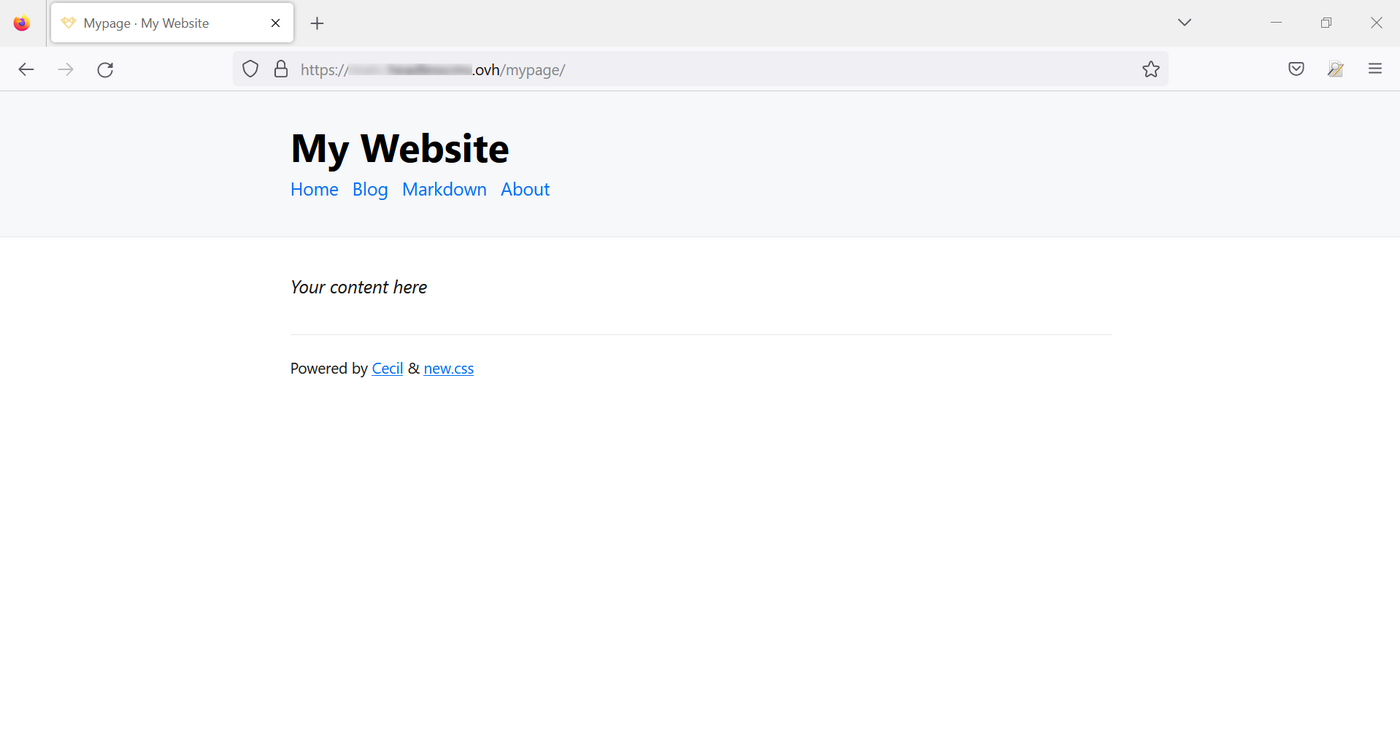 Mypage · My Website
https://.ovh/mypage/
My Website
Home Blog Markdown About
Your content here
Powered by Cecil & new.css